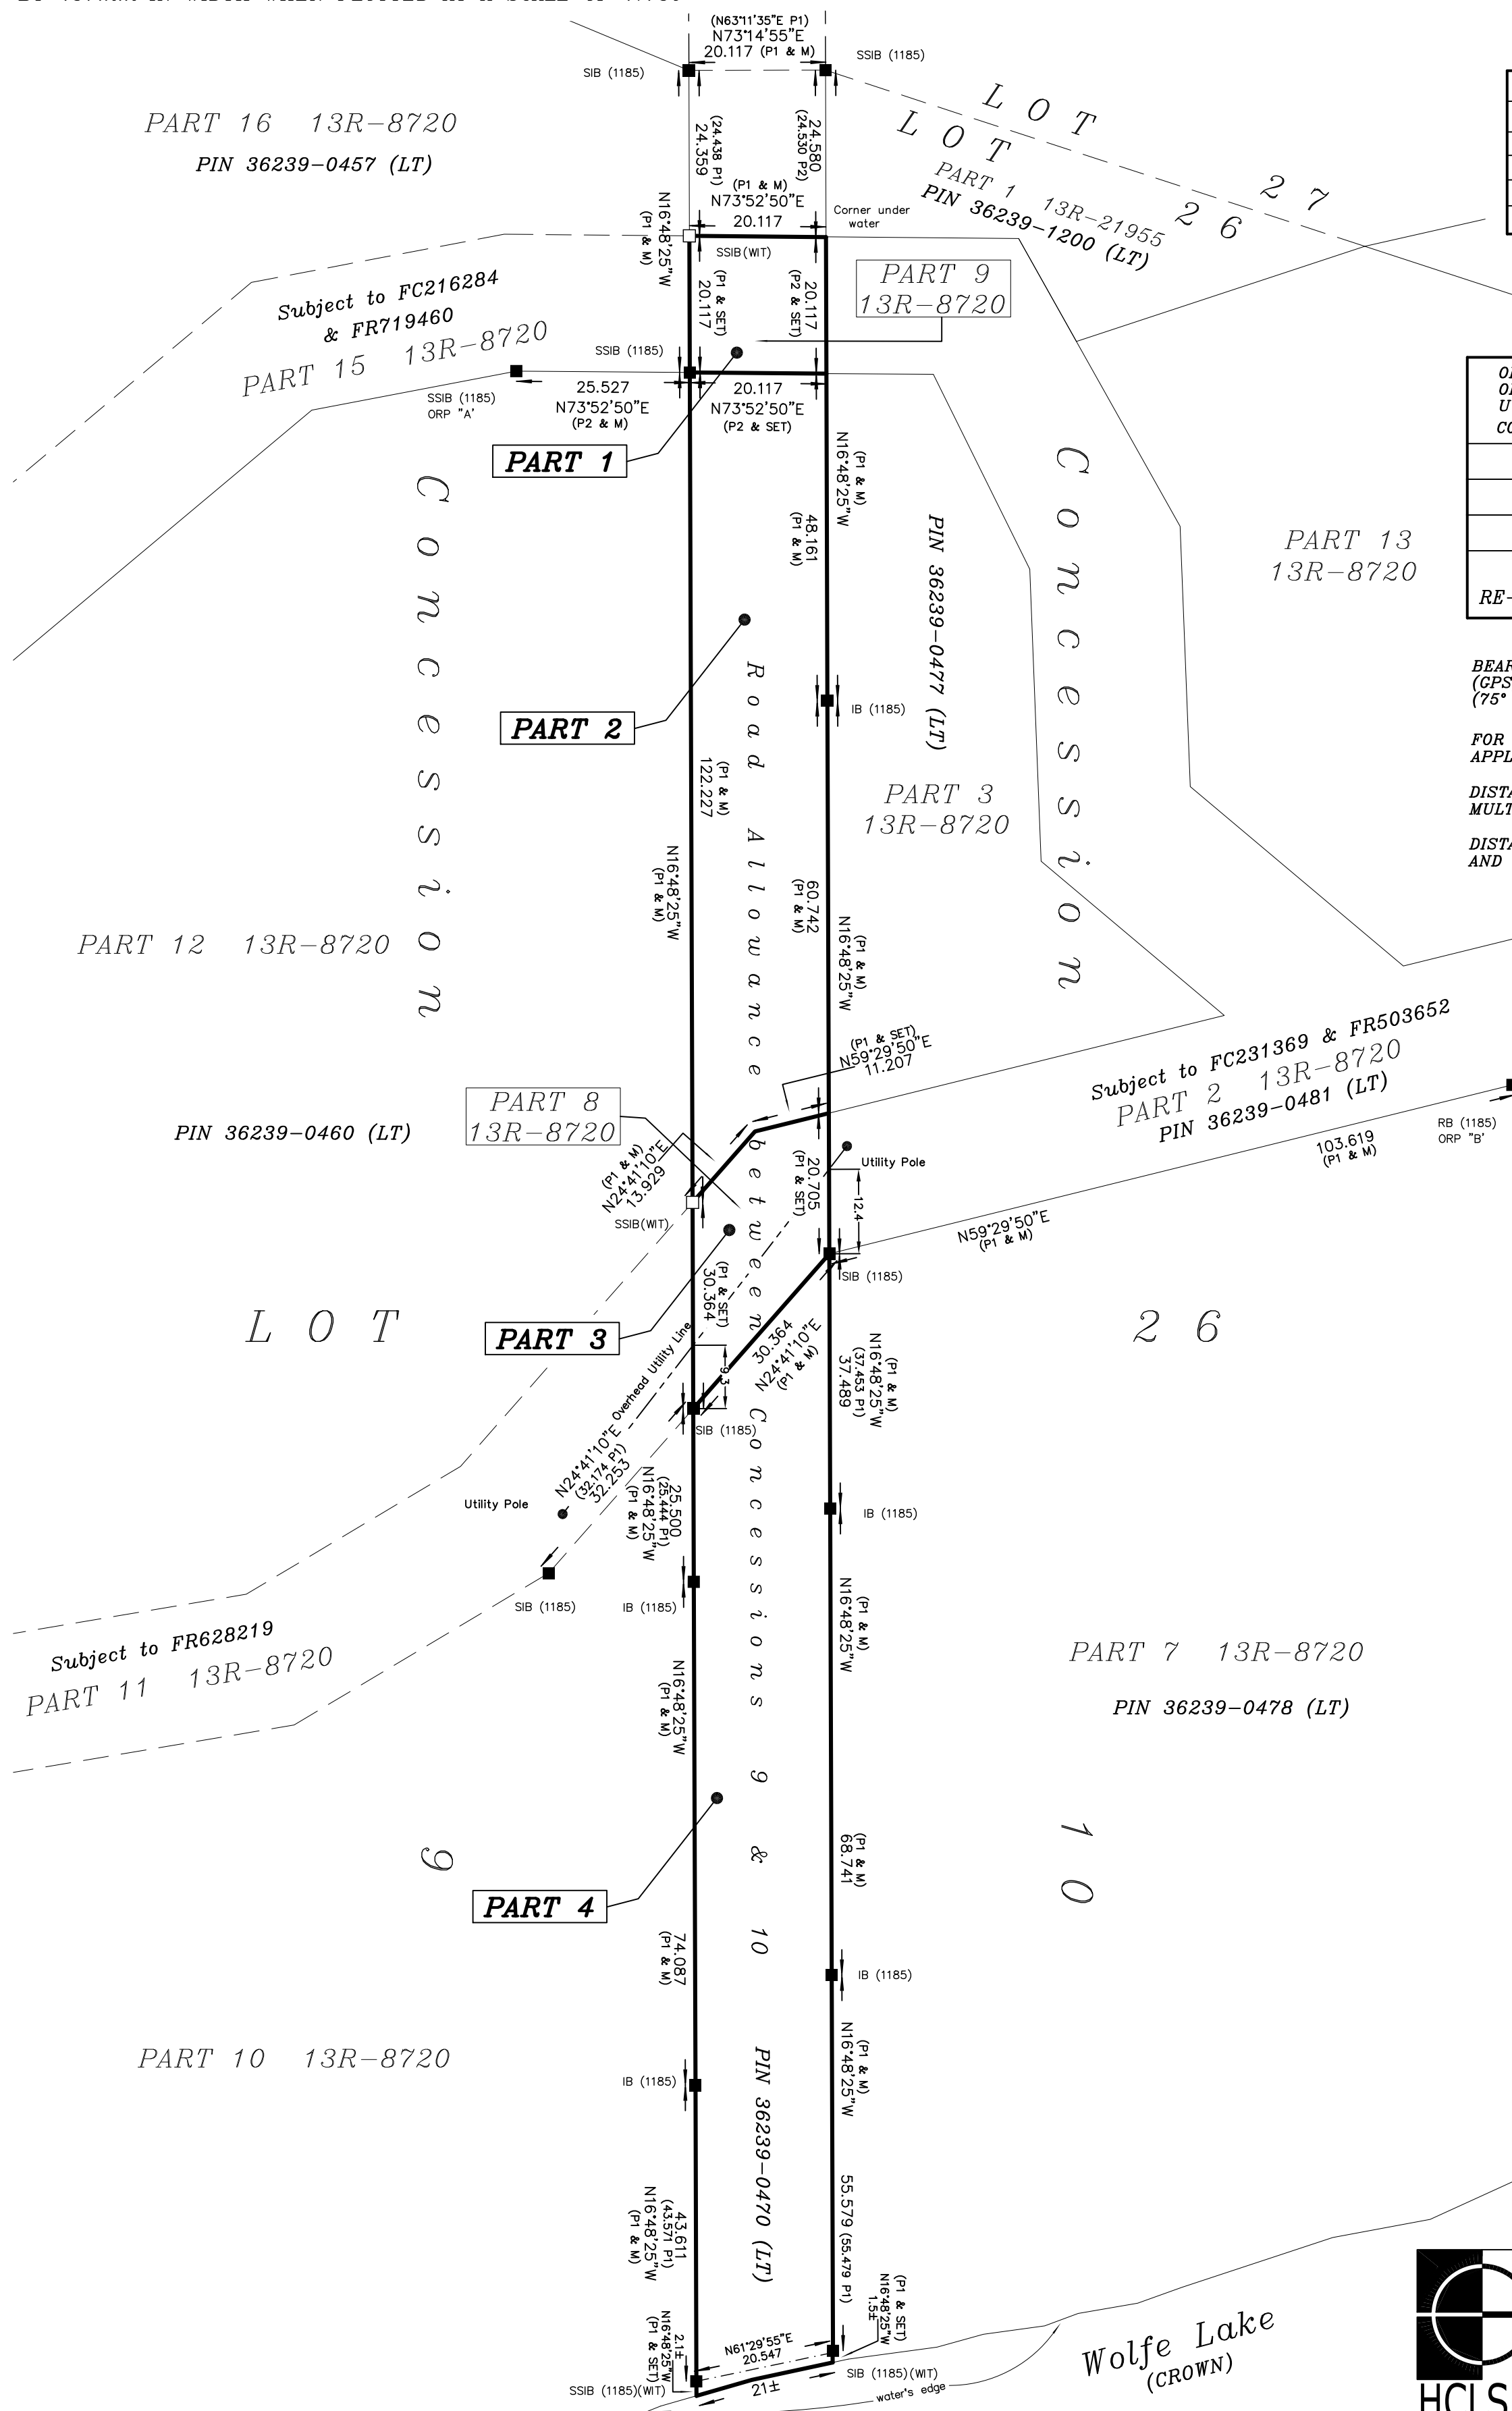 (N63°11'35"E P1)
N73°14'55"E
20.117 (P1 & M)
SIB (1185)
SSIB (1185)
LOT
LOT
27
26
PART 1 13R-21955
PIN 36239-1200 (LT)
PART 16 13R-8720
PIN 36239-0457 (LT)
(24.438 P1)
24.359
24.580
(24.530 P2)
(P1 & M)
N73°52'50"E
20.117
Corner under
water
SSIB(WIT)
N16°48'25"W
(P1 & M)
(P1 & SET)
20.117
20.117
(P2 & SET)
PART 9
13R-8720
Subject to FC216284
& FR719460
PART 15 13R-8720
SSIB (1185)
SSIB (1185)
ORP "A'
25.527
N73°52'50"E
(P2 & M)
20.117
N73°52'50"E
(P2 & SET)
PART 1
Concession
(P1 & M)
N16°48'25"W
48.161
(P1 & M)
PIN 36239-0477 (LT)
Concession
PART 13
13R-8720
RE-
BEAR
(GPS
(75°
FOR
APPL
DISTA
MULT
DISTA
AND
IB (1185)
PART 2
Road Allowance between Concessions 9 & 10
(P1 & M)
122.227
PART 3
13R-8720
N16°48'25"W
(P1 & M)
60.742
(P1 & M)
(P1 & M)
N16°48'25"W
PART 12 13R-8720
(P1 & SET)
N59°29'50"E
11.207
Subject to FC231369 & FR503652
PART 2 13R-8720
PIN 36239-0481 (LT)
RB (1185)
ORP "B'
103.619
(P1 & M)
N59°29'50"E
(P1 & M)
PART 8
13R-8720
PIN 36239-0460 (LT)
(P1 & M)
N24°41'10"E
13.929
SSIB(WIT)
Utility Pole
20.705
(P1 & SET)
12.4
SIB (1185)
(P1 & SET)
30.364
PART 3
LOT
26
9.3
30.364
N24°41'10"E
(P1 & M)
Overhead Utility Line
SIB (1185)
N24°41'10"E
(32.174 P1)
32.253
Utility Pole
SIB (1185)
(P1 & M)
N16°48'25"W
(37.453 P1)
37.489
25.500
(25.444 P1)
N16°48'25"W
(P1 & M)
IB (1185)
IB (1185)
Subject to FR628219
PART 11 13R-8720
N16°48'25"W
(P1 & M)
(P1 & M)
N16°48'25"W
PART 7 13R-8720
PIN 36239-0478 (LT)
9
10
PART 4
(P1 & M)
68.741
74.087
(P1 & M)
IB (1185)
PART 10 13R-8720
IB (1185)
(P1 & M)
N16°48'25"W
PIN 36239-0470 (LT)
43.611
(43.571 P1)
N16°48'25"W
(P1 & M)
55.579 (55.479 P1)
(P1 & SET)
N16°48'25"W
1.5±
2.1±
N16°48'25"W
(P1 & SET)
N61°29'55"E
20.547
SSIB (1185)(WIT)
21±
SIB (1185)(WIT)
water's edge
Wolfe Lake
(CROWN)
HCLS